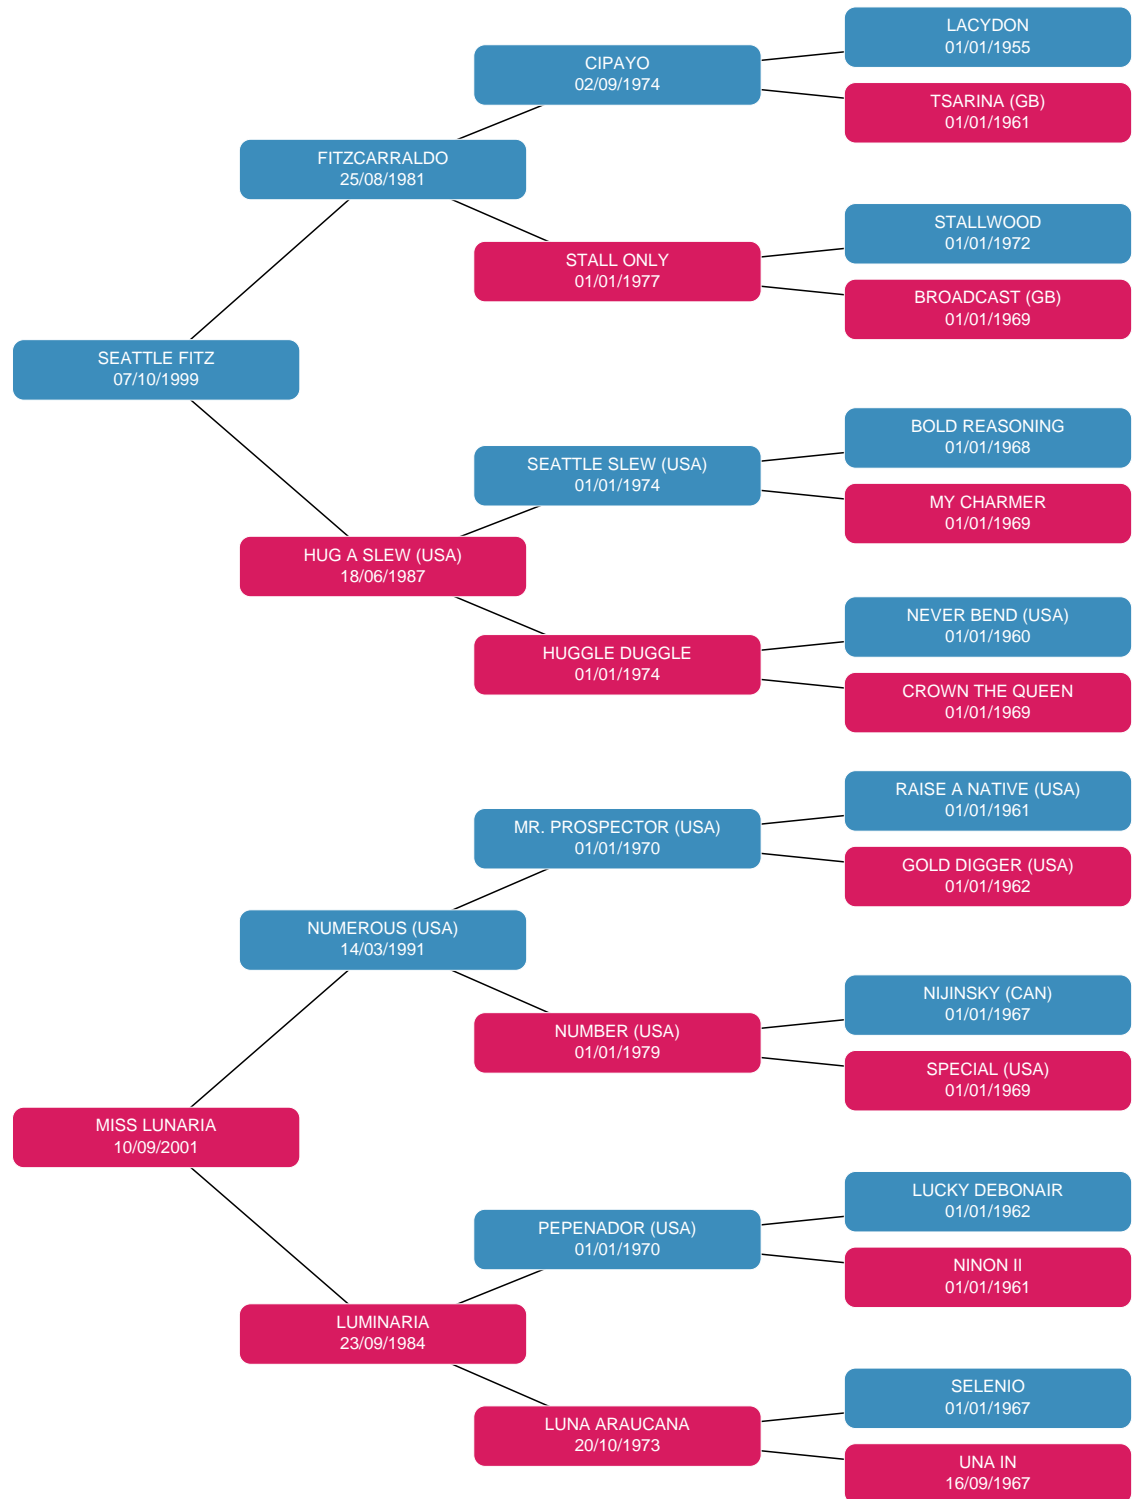 LACYDON
01/01/1955
CIPAYO
02/09/1974
TSARINA (GB)
01/01/1961
FITZCARRALDO
25/08/1981
STALLWOOD
01/01/1972
STALL ONLY
01/01/1977
BROADCAST (GB)
01/01/1969
SEATTLE FITZ
07/10/1999
BOLD REASONING
01/01/1968
SEATTLE SLEW (USA)
01/01/1974
MY CHARMER
01/01/1969
HUG A SLEW (USA)
18/06/1987
NEVER BEND (USA)
01/01/1960
HUGGLE DUGGLE
01/01/1974
CROWN THE QUEEN
01/01/1969
RAISE A NATIVE (USA)
01/01/1961
MR. PROSPECTOR (USA)
01/01/1970
GOLD DIGGER (USA)
01/01/1962
NUMEROUS (USA)
14/03/1991
NIJINSKY (CAN)
01/01/1967
NUMBER (USA)
01/01/1979
SPECIAL (USA)
01/01/1969
MISS LUNARIA
10/09/2001
LUCKY DEBONAIR
01/01/1962
PEPENADOR (USA)
01/01/1970
NINON II
01/01/1961
LUMINARIA
23/09/1984
SELENIO
01/01/1967
LUNA ARAUCANA
20/10/1973
UNA IN
16/09/1967